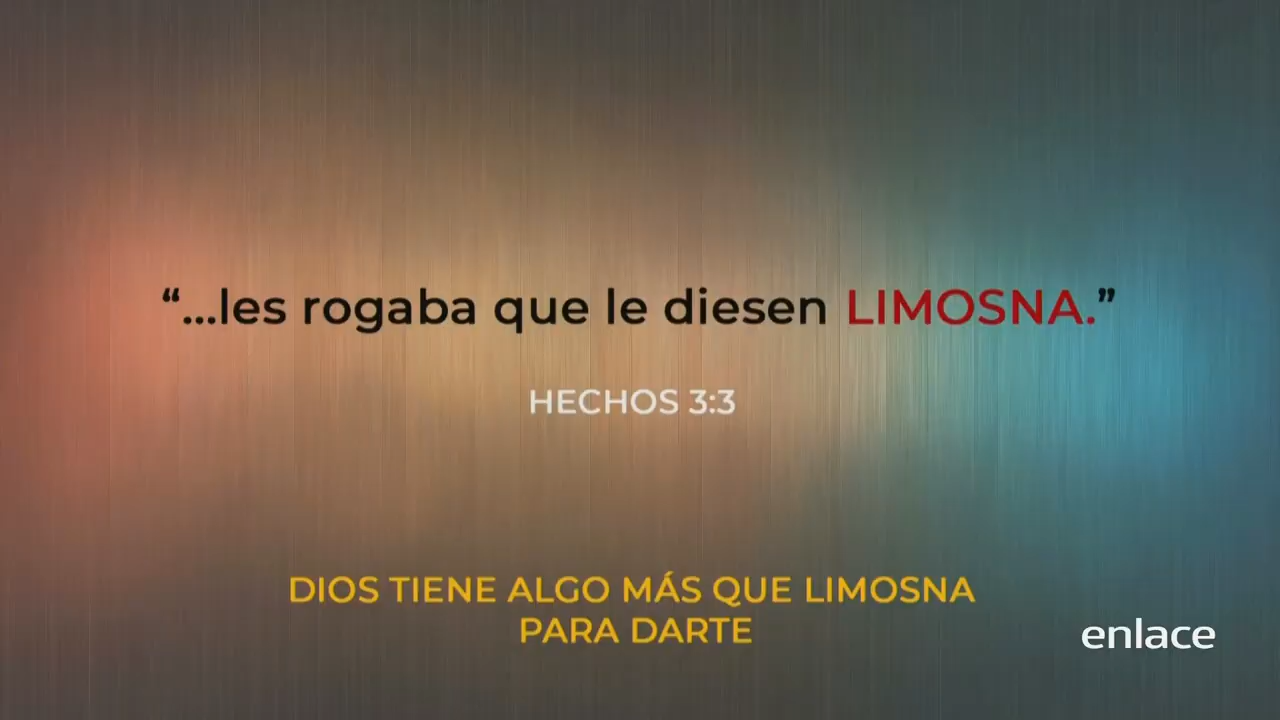 “...les rogaba que le diesen LIMOSNA.”
HECHOS 3:3
DIOS TIENE ALGO MÁS QUE LIMOSNA
PARA DARTE
enlace